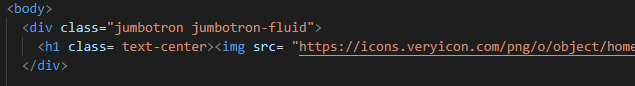 <body>
<div class="jumbotron jumbotron-fluid">
<h1 class= text-center><img src= "https://icons.veryicon.com/png/o/object/home
</div>